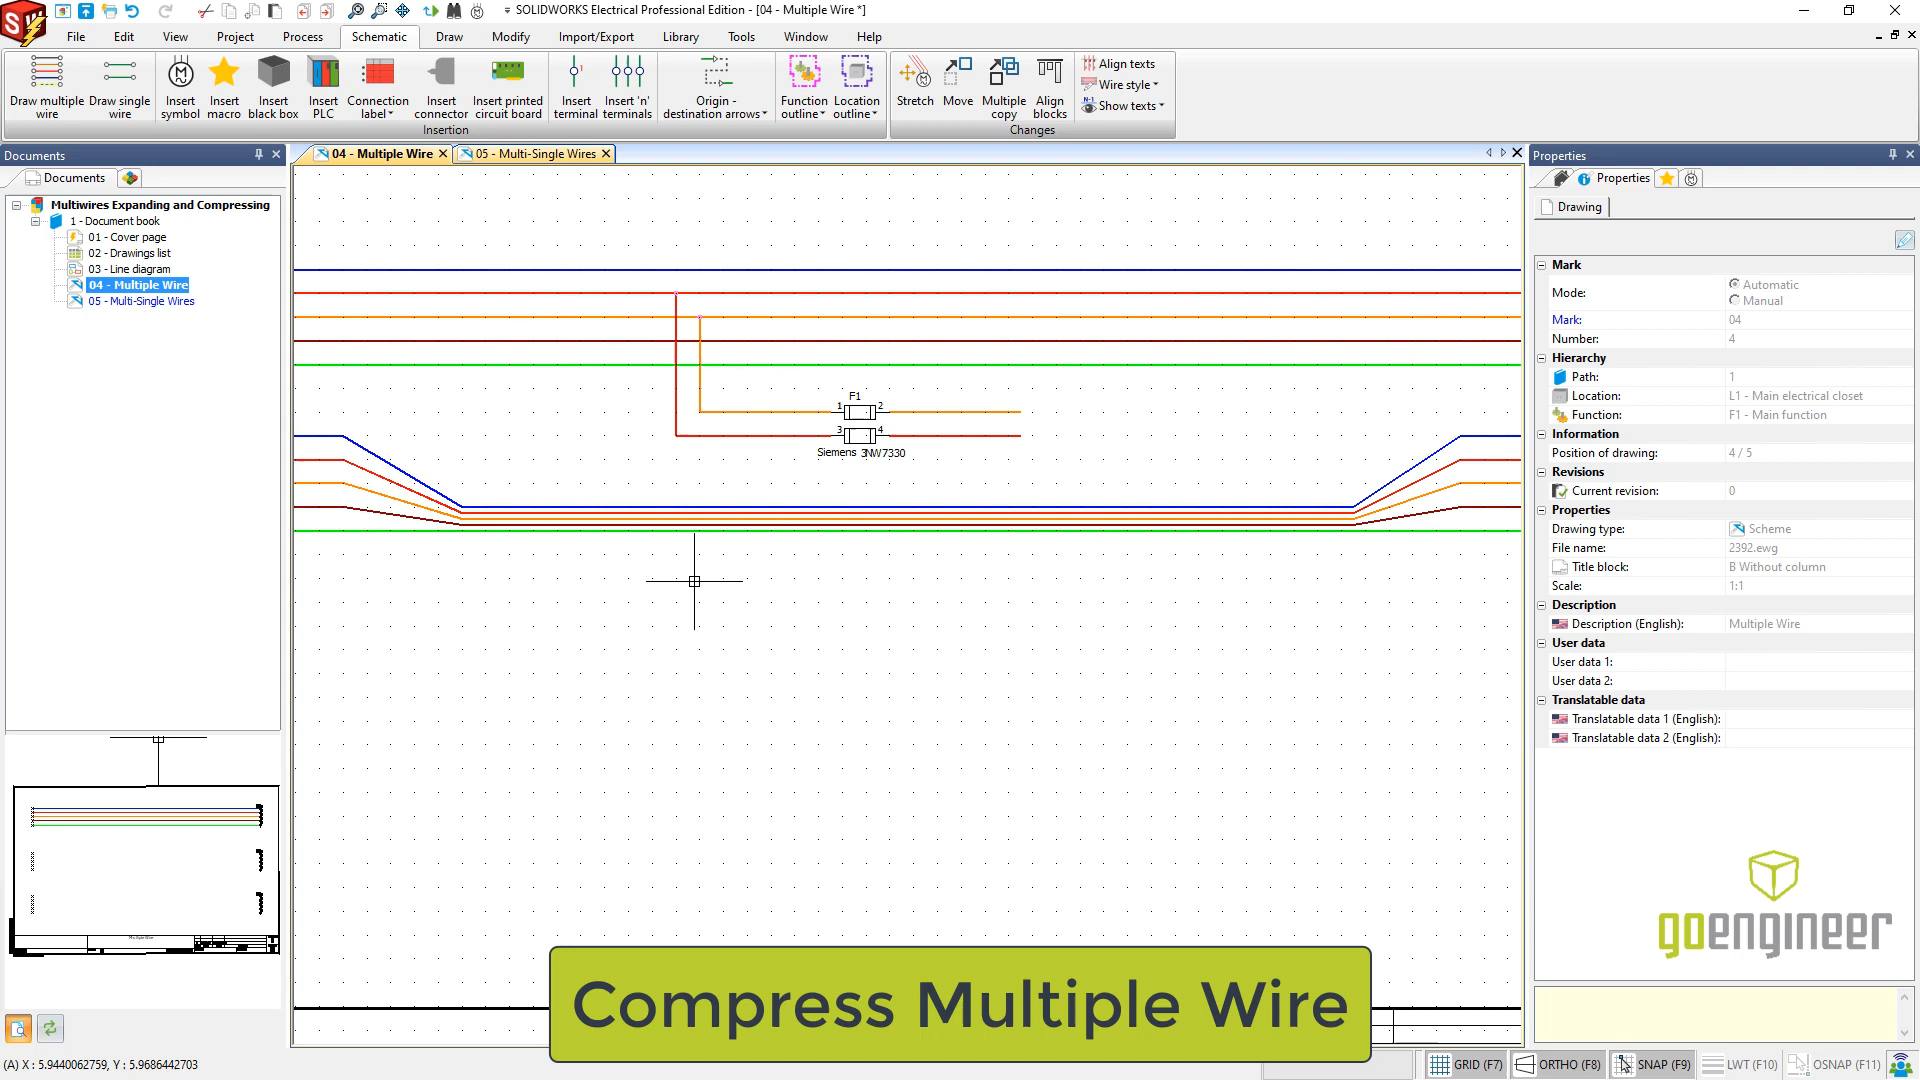 SOLIDWORKS Electrical Professional Edition - [04 - Multiple Wire *]
File Edit View Project Process Schematic Draw Modify Import/Export Library Tools Window Help
Draw multiple wire
Draw single wire
Insert symbol
Insert macro
Insert black box
Insert PLC
Connection label
Insert connector
Insert printed circuit board
Insert terminal
Insert 'n' terminals
Origin - destination arrows
Function outline
Location outline
Stretch
Move
Multiple copy
Align blocks
Align texts
Wire style
Show texts
Insertion
Changes
Documents
Documents
Multiwires Expanding and Compressing
1 - Document book
01 - Cover page
02 - Drawings list
03 - Line diagram
04 - Multiple Wire
05 - Multi-Single Wires
04 - Multiple Wire
05 - Multi-Single Wires
F1
1 2
3 4
Siemens 3NW7330
Properties
Properties
Drawing
Mark
Mode: Automatic
Manual
Mark: 04
Number: 4
Hierarchy
Path: 1
Location: L1 - Main electrical closet
Function: F1 - Main function
Information
Position of drawing: 4 / 5
Revisions
Current revision: 0
Properties
Drawing type: Scheme
File name: 2392.ewg
Title block: B Without column
Scale: 1:1
Description
Description (English): Multiple Wire
User data
User data 1:
User data 2:
Translatable data
Translatable data 1 (English):
Translatable data 2 (English):
goengineer
Compress Multiple Wire
(A) X : 5.9440062759, Y : 5.9686442703
GRID (F7) ORTHO (F8) SNAP (F9) LWT (F10) OSNAP (F11)